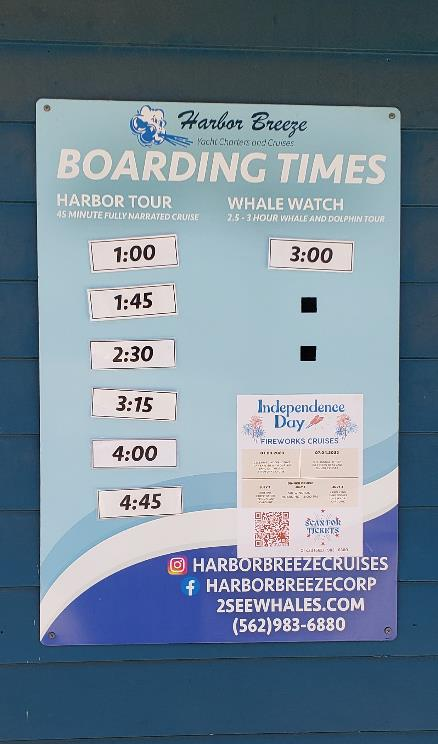 Harbor Breeze
Yacht Charters and Cruises
BOARDING TIMES
HARBOR TOUR
45 MINUTE FULLY NARRATED CRUISE
1:00
1:45
2:30
3:15
4:00
4:45
WHALE WATCH
2.5 - 3 HOUR WHALE AND DOLPHIN TOUR
3:00
Independence
Day
FIREWORKS CRUISES
SCAN FOR
TICKETS
HARBORBREEZECRUISES
HARBORBREEZECORP
2SEEWHALES.COM
(562)983-6880